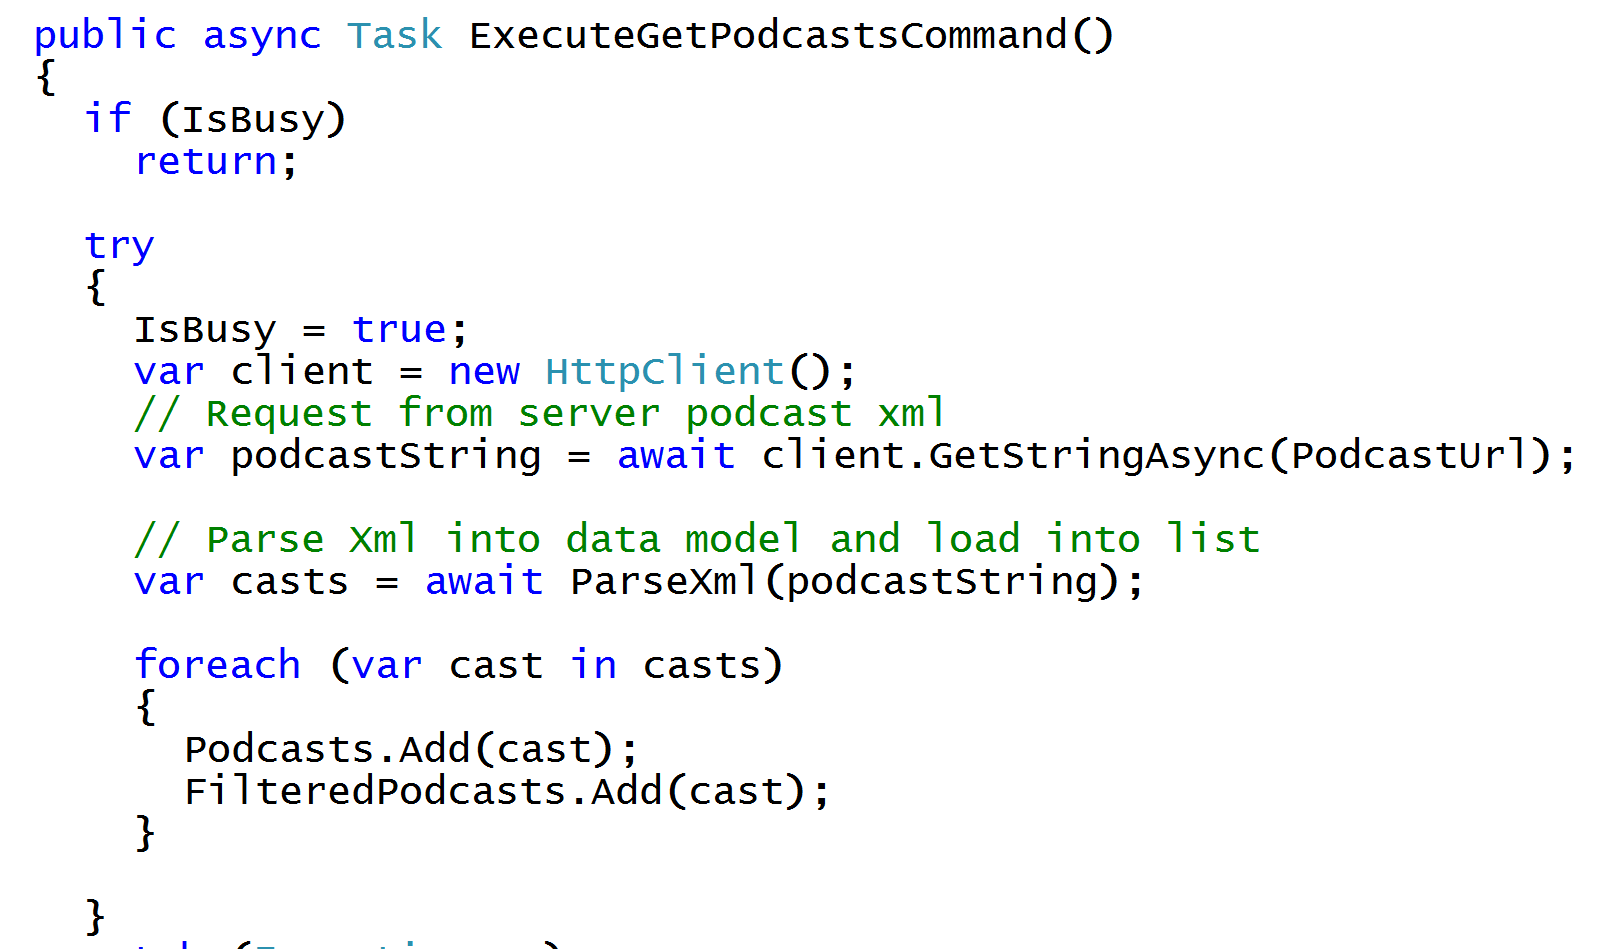 public async Task ExecuteGetPodcastsCommand()
{
if (IsBusy)
return;
try
{
IsBusy = true;
var client = new HttpClient();
// Request from server podcast xml
var podcastString = await client.GetStringAsync(PodcastUrl);
// Parse Xml into data model and load into list
var casts = await ParseXml(podcastString);
foreach (var cast in casts)
{
Podcasts.Add(cast);
FilteredPodcasts.Add(cast);
}
}